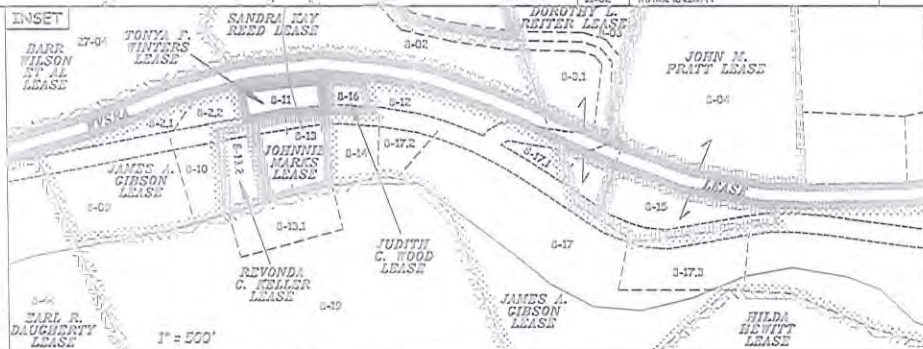 INSET
BARR
WILSON
ET AL
LEASE
27-04
TONYA F.
WINTERS
LEASE
SANDRA KAY
REED LEASE
8-02
DOROTHY L.
REITER LEASE
JOHN M.
PRATT LEASE
8-04
8-3.1
8-2.1
8-2.2
8-11
8-16
8-12
8-13
JOHNNIE
MARKS
LEASE
8-13.2
8-10
8-14
8-17.2
8-17.1
JAMES A.
GIBSON
LEASE
8-09
LEASE
8-15
8-13.1
REVONDA
C. KELLER
LEASE
JUDITH
C. WOOD
LEASE
8-17
8-17.3
8-19
JAMES A.
GIBSON
LEASE
HILDA
HEWITT
LEASE
EARL R.
DAUGHERTY
LEASE
1" = 500'